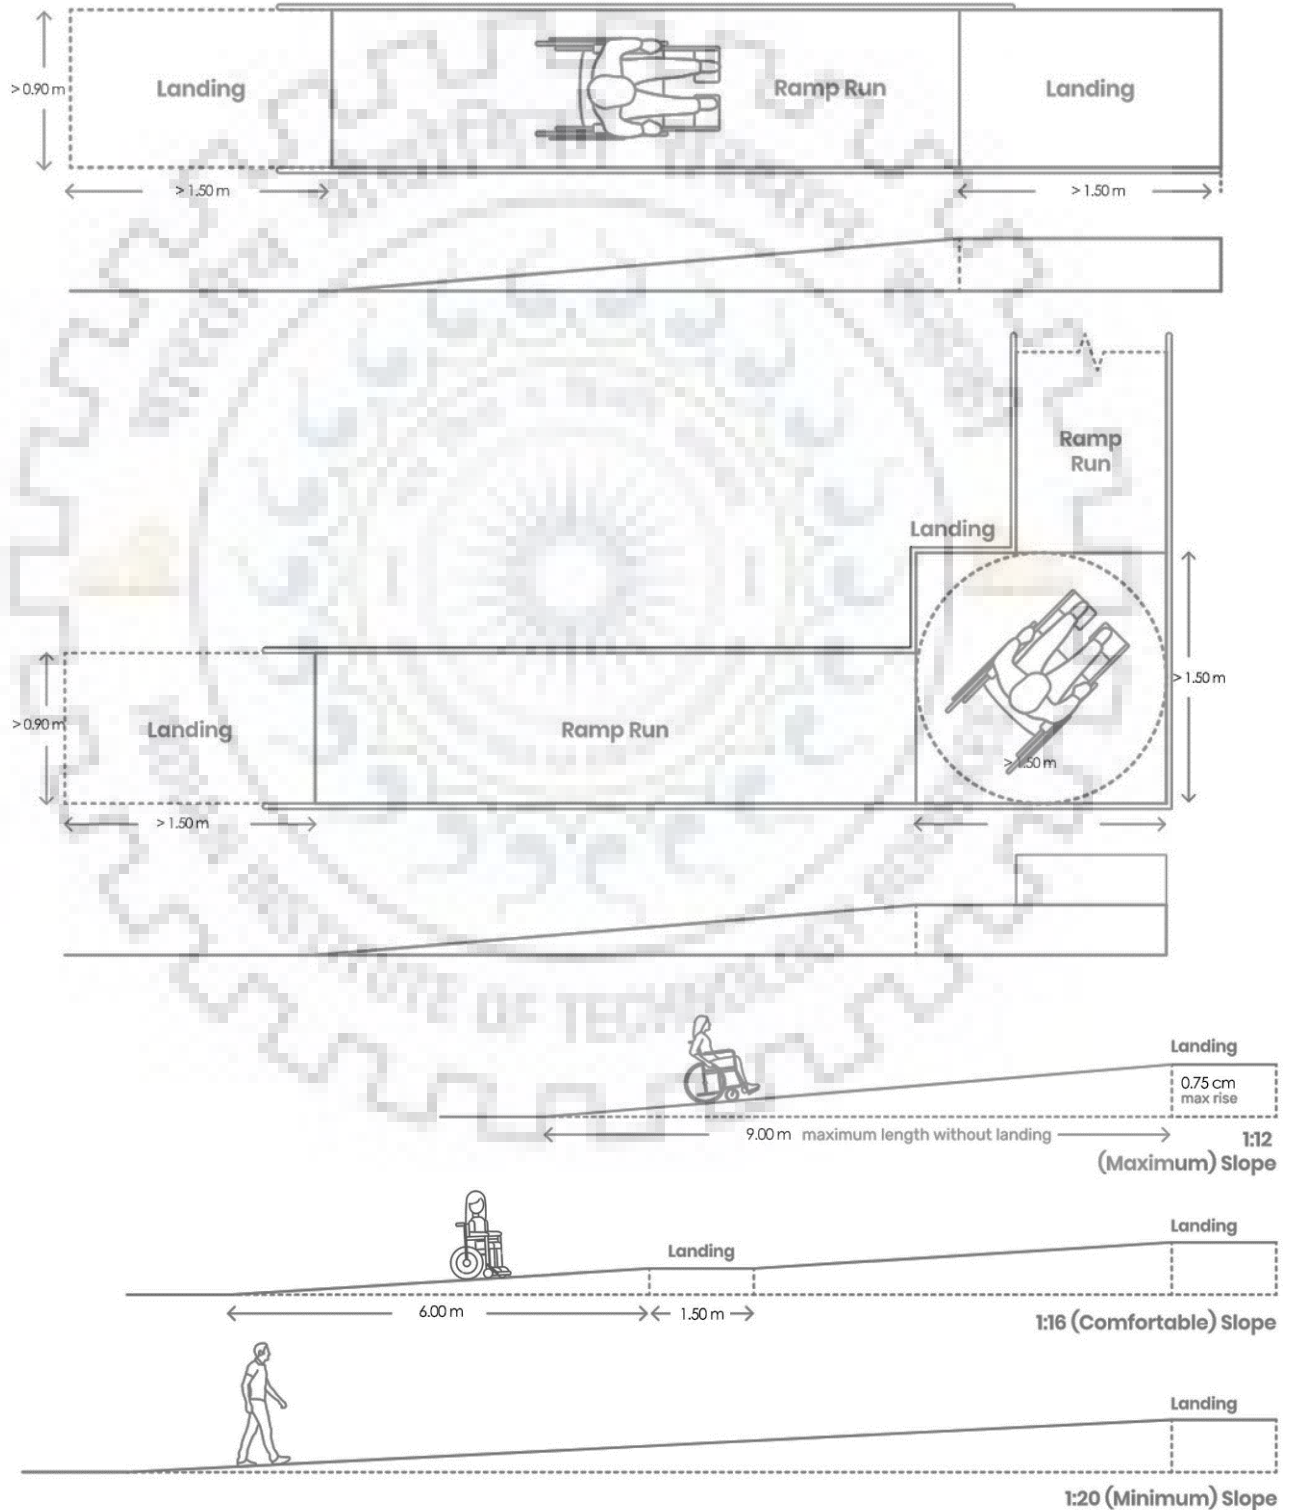 Landing
Ramp Run
Landing
> 0.90 m
> 1.50 m
> 1.50 m
Ramp
Run
Landing
> 1.50 m
> 0.90 m
Landing
Ramp Run
> 1.50 m
> 1.50 m
OF TECHNOLOGY
Landing
0.75 cm
max rise
9.00 m maximum length without landing
1:12
(Maximum) Slope
Landing
Landing
6.00 m
1.50 m
1:16 (Comfortable) Slope
Landing
1:20 (Minimum) Slope